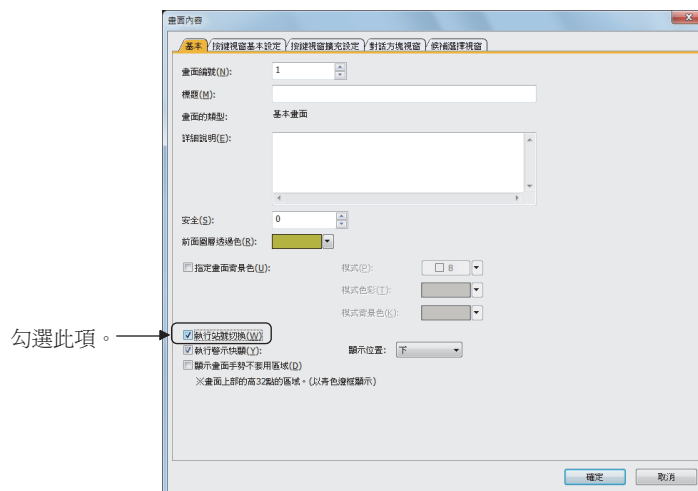 畫面內容
基本 按鍵視窗基本設定 按鍵視窗擴充設定 對話方塊視窗 候補選擇視窗
畫面編號(N): 1
標題(M):
畫面的類型: 基本畫面
詳細說明(E):
安全(S): 0
前面圖層透過色(R):
指定畫面背景色(U): 模式(P): 8
模式色彩(T):
模式背景色(K):
勾選此項。
執行站號切換(W)
執行警示快顯(Y): 顯示位置: 下
顯示畫面手勢不要用區域(D)
※畫面上部的高32點的區域。(以青色邊框顯示)
確定 取消